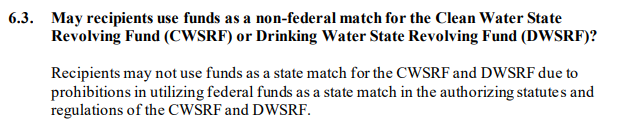 6.3. May recipients use funds as a non-federal match for the Clean Water State
Revolving Fund (CWSRF) or Drinking Water State Revolving Fund (DWSRF)?
Recipients may not use funds as a state match for the CWSRF and DWSRF due to
prohibitions in utilizing federal funds as a state match in the authorizing statutes and
regulations of the CWSRF and DWSRF.